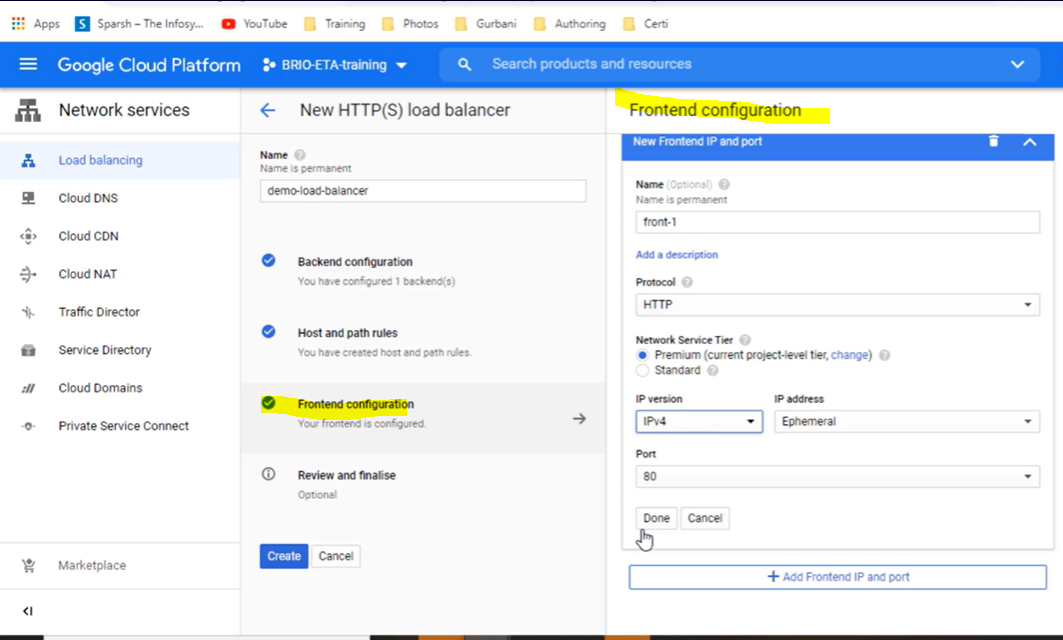 Apps
Sparsh – The Infosy...
YouTube
Training
Photos
Gurbani
Authoring
Certi
Google Cloud Platform
BRIO-ETA-training
Search products and resources
Network services
Load balancing
Cloud DNS
Cloud CDN
Cloud NAT
Traffic Director
Service Directory
Cloud Domains
Private Service Connect
Marketplace
New HTTP(S) load balancer
Name
Name is permanent
demo-load-balancer
Backend configuration
You have configured 1 backend(s)
Host and path rules
You have created host and path rules.
Frontend configuration
Your frontend is configured.
Review and finalise
Optional
Create Cancel
Frontend configuration
New Frontend IP and port
Name (Optional)
Name is permanent
front-1
Add a description
Protocol
HTTP
Network Service Tier
Premium (current project-level tier, change)
Standard
IP version IP address
IPv4 Ephemeral
Port
80
Done Cancel
+ Add Frontend IP and port